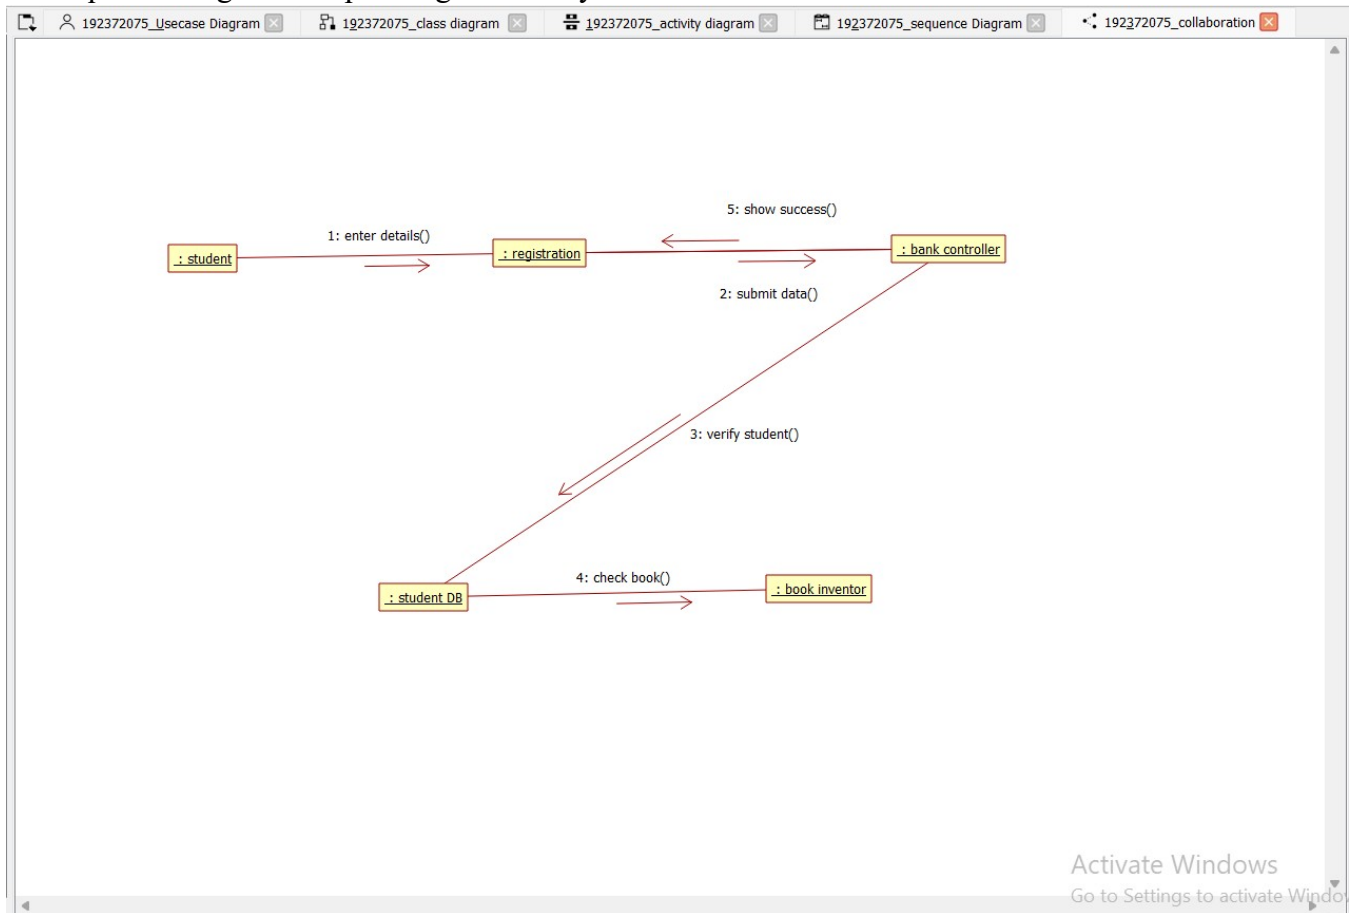 192372075_Usecase Diagram
192372075_class diagram
192372075_activity diagram
192372075_sequence Diagram
192372075_collaboration
5: show success()
1: enter details()
: student
: registration
: bank controller
2: submit data()
3: verify student()
4: check book()
: student DB
: book inventor
Activate Windows
Go to Settings to activate Windo